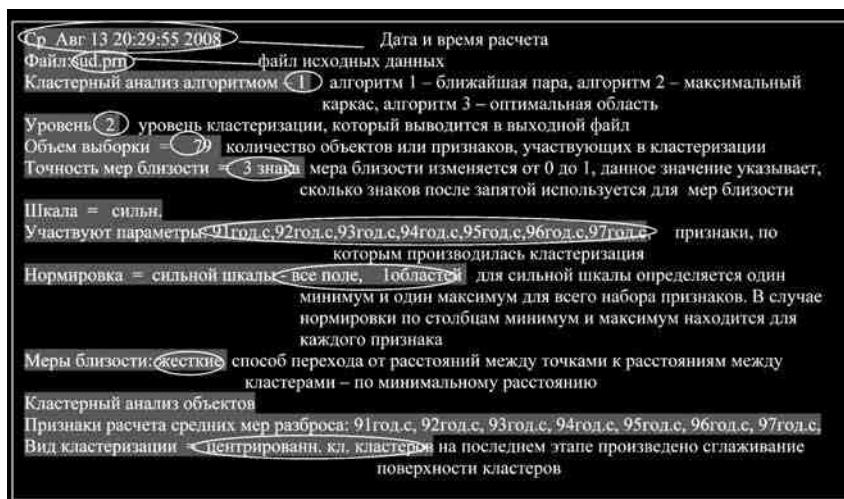 Ср Авг 13 20:29:55 2008 Дата и время расчета
Файл:sud.prn файл исходных данных
Кластерный анализ алгоритмом - 1 алгоритм 1 – ближайшая пара, алгоритм 2 – максимальный
каркас, алгоритм 3 – оптимальная область
Уровень 2 уровень кластеризации, который выводится в выходной файл
Объем выборки = 79 количество объектов или признаков, участвующих в кластеризации
Точность мер близости = 3 знака мера близости изменяется от 0 до 1, данное значение указывает,
сколько знаков после запятой используется для мер близости
Шкала = сильн.
Участвуют параметры: 91год.с,92год.с,93год.с,94год.с,95год.с,96год.с,97год.с, признаки, по
которым производилась кластеризация
Нормировка = сильной шкалы - все поле, 1областей для сильной шкалы определяется один
минимум и один максимум для всего набора признаков. В случае
нормировки по столбцам минимум и максимум находится для
каждого признака
Меры близости: жесткие способ перехода от расстояний между точками к расстояниям между
кластерами – по минимальному расстоянию
Кластерный анализ объектов
Признаки расчета средних мер разброса: 91год.с, 92год.с, 93год.с, 94год.с, 95год.с, 96год.с, 97год.с,
Вид кластеризации = центрированн. кл. кластеров на последнем этапе произведено сглаживание
поверхности кластеров